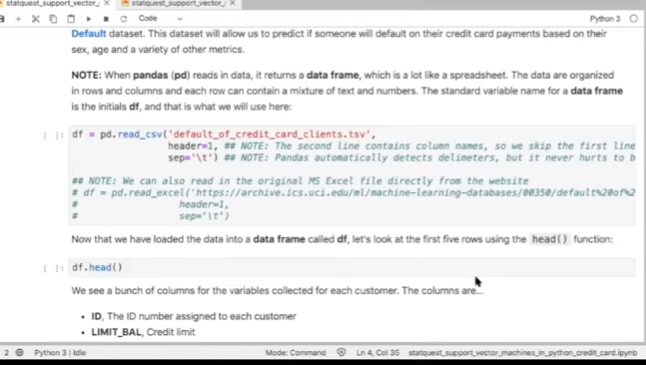 statquest_support_vector_
statquest_support_vector_
Code
Python 3
Default dataset. This dataset will allow us to predict if someone will default on their credit card payments based on their
sex, age and a variety of other metrics.
NOTE: When pandas (pd) reads in data, it returns a data frame, which is a lot like a spreadsheet. The data are organized
in rows and columns and each row can contain a mixture of text and numbers. The standard variable name for a data frame
is the initials df, and that is what we will use here:
[ ]: df = pd.read_csv('default_of_credit_card_clients.tsv',
header=1, ## NOTE: The second line contains column names, so we skip the first line
sep='\t') ## NOTE: Pandas automatically detects delimeters, but it never hurts to b
## NOTE: We can also read in the original MS Excel file directly from the website
# df = pd.read_excel('https://archive.ics.uci.edu/ml/machine-learning-databases/00350/default%20of%2
# header=1,
# sep='\t')
Now that we have loaded the data into a data frame called df, let's look at the first five rows using the head() function:
[ ]: df.head()
We see a bunch of columns for the variables collected for each customer. The columns are...
• ID, The ID number assigned to each customer
• LIMIT_BAL, Credit limit
2 Python 3 | Idle Mode: Command Ln 4, Col 35 statquest_support_vector_machines_in_python_credit_card.ipynb